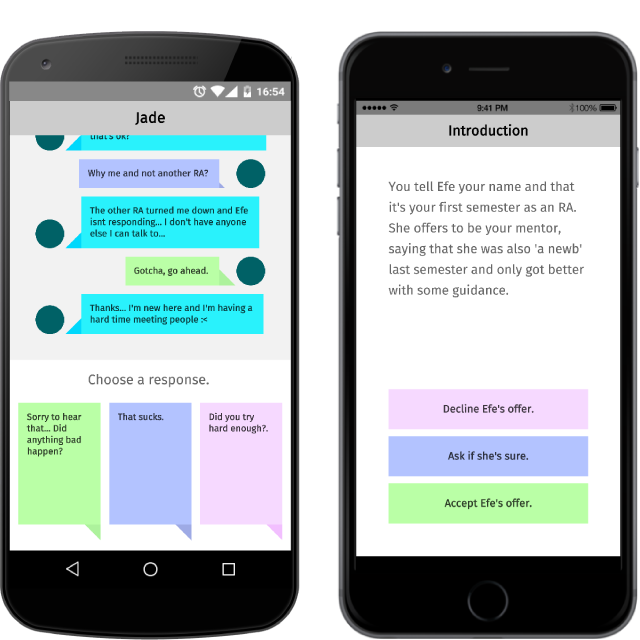 16:54
Jade
that's ok?
Why me and not another RA?
The other RA turned me down and Efe
isnt responding... I don't have anyone
else I can talk to...
Gotcha, go ahead.
Thanks... I'm new here and I'm having a
hard time meeting people :<
Choose a response.
Sorry to hear
that... Did
anything bad
happen?
That sucks.
Did you try
hard enough?.
9:41 PM
100%
Introduction
You tell Efe your name and that
it's your first semester as an RA.
She offers to be your mentor,
saying that she was also 'a newb'
last semester and only got better
with some guidance.
Decline Efe's offer.
Ask if she's sure.
Accept Efe's offer.